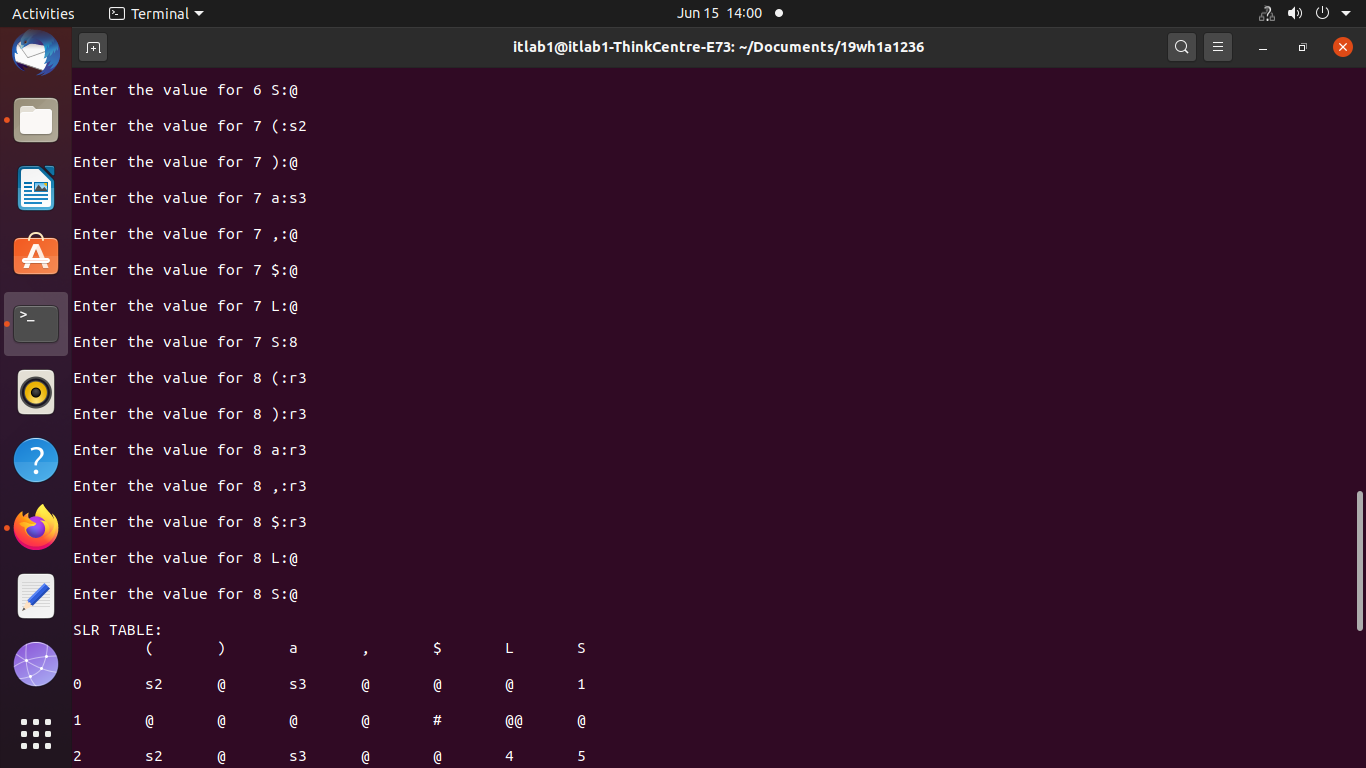 Activities Terminal Jun 15 14:00
itlab1@itlab1-ThinkCentre-E73: ~/Documents/19wh1a1236
Enter the value for 6 S:@
Enter the value for 7 (:s2
Enter the value for 7 ):@
Enter the value for 7 a:s3
Enter the value for 7 ,:@
Enter the value for 7 $:@
Enter the value for 7 L:@
Enter the value for 7 S:8
Enter the value for 8 (:r3
Enter the value for 8 ):r3
Enter the value for 8 a:r3
Enter the value for 8 ,:r3
Enter the value for 8 $:r3
Enter the value for 8 L:@
Enter the value for 8 S:@
SLR TABLE:
( ) a , $ L S
0 s2 @ s3 @ @ @ 1
1 @ @ @ @ # @@ @
2 s2 @ s3 @ @ 4 5